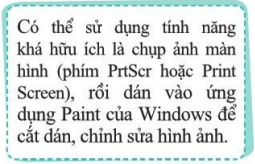 Có thể sử dụng tính năng
khá hữu ích là chụp ảnh màn
hình (phím PrtScr hoặc Print
Screen), rồi dán vào ứng
dụng Paint của Windows để
cắt dán, chỉnh sửa hình ảnh.